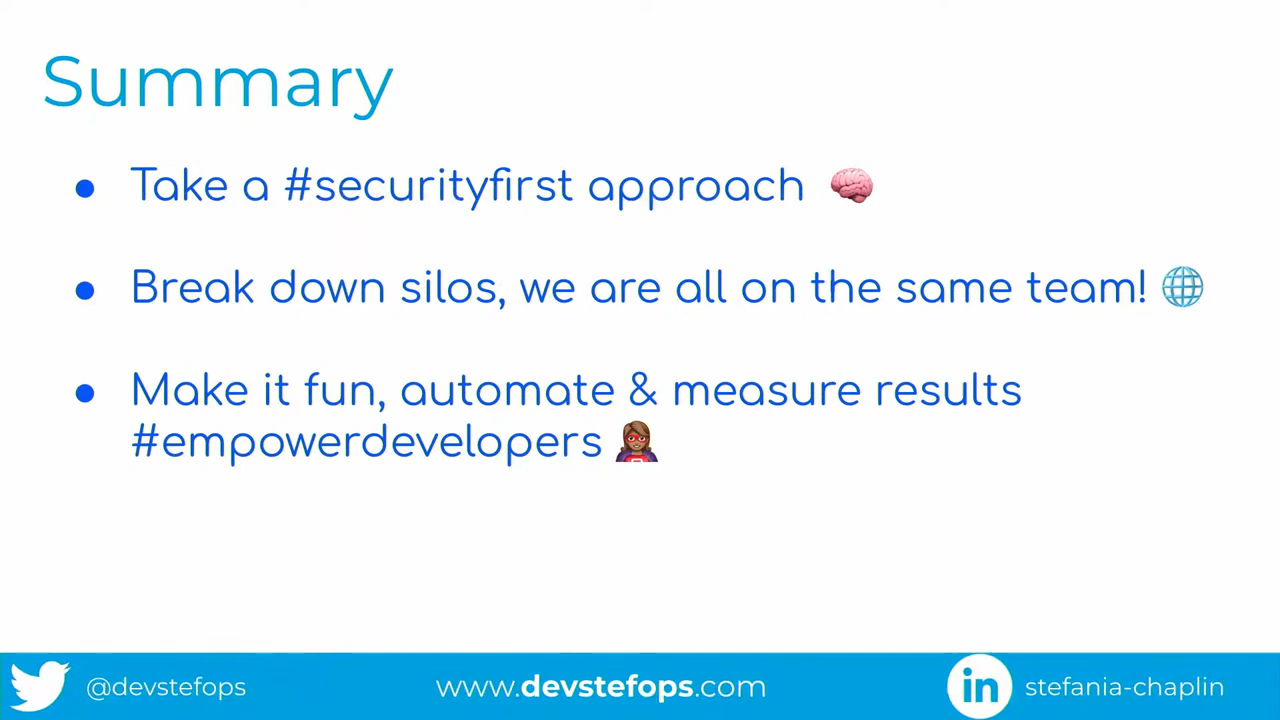 Summary
● Take a #securityfirst approach 🧠
● Break down silos, we are all on the same team! 🌐
● Make it fun, automate & measure results
#empowerdevelopers 🦸🏽‍♀️
@devstefops www.devstefops.com in stefania-chaplin